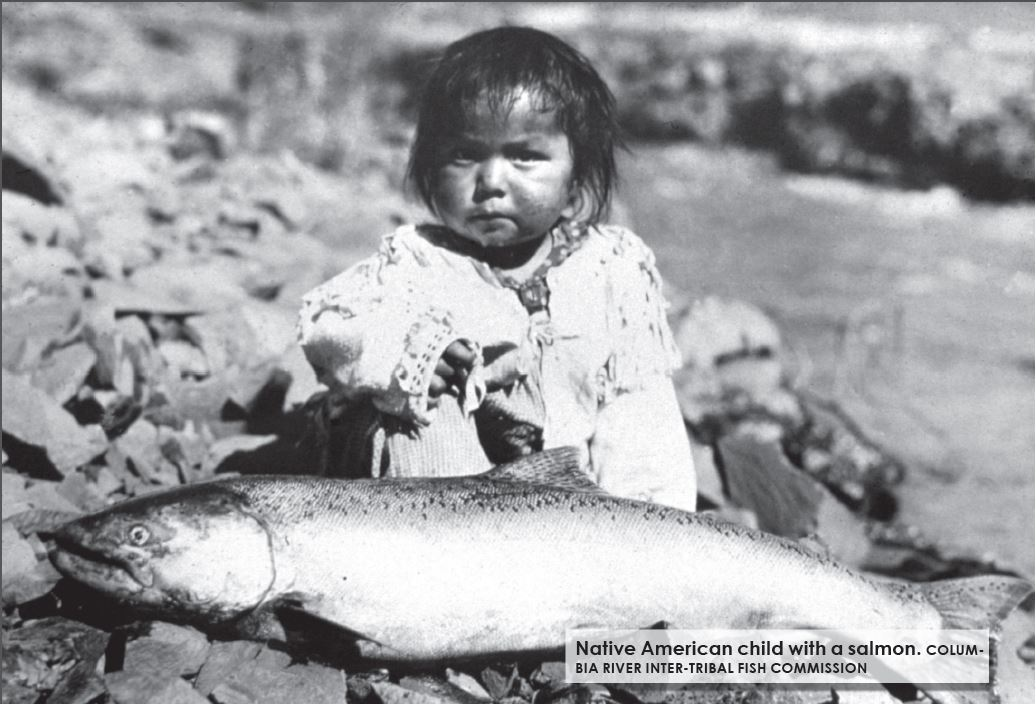 Native American child with a salmon. COLUM-
BIA RIVER INTER-TRIBAL FISH COMMISSION